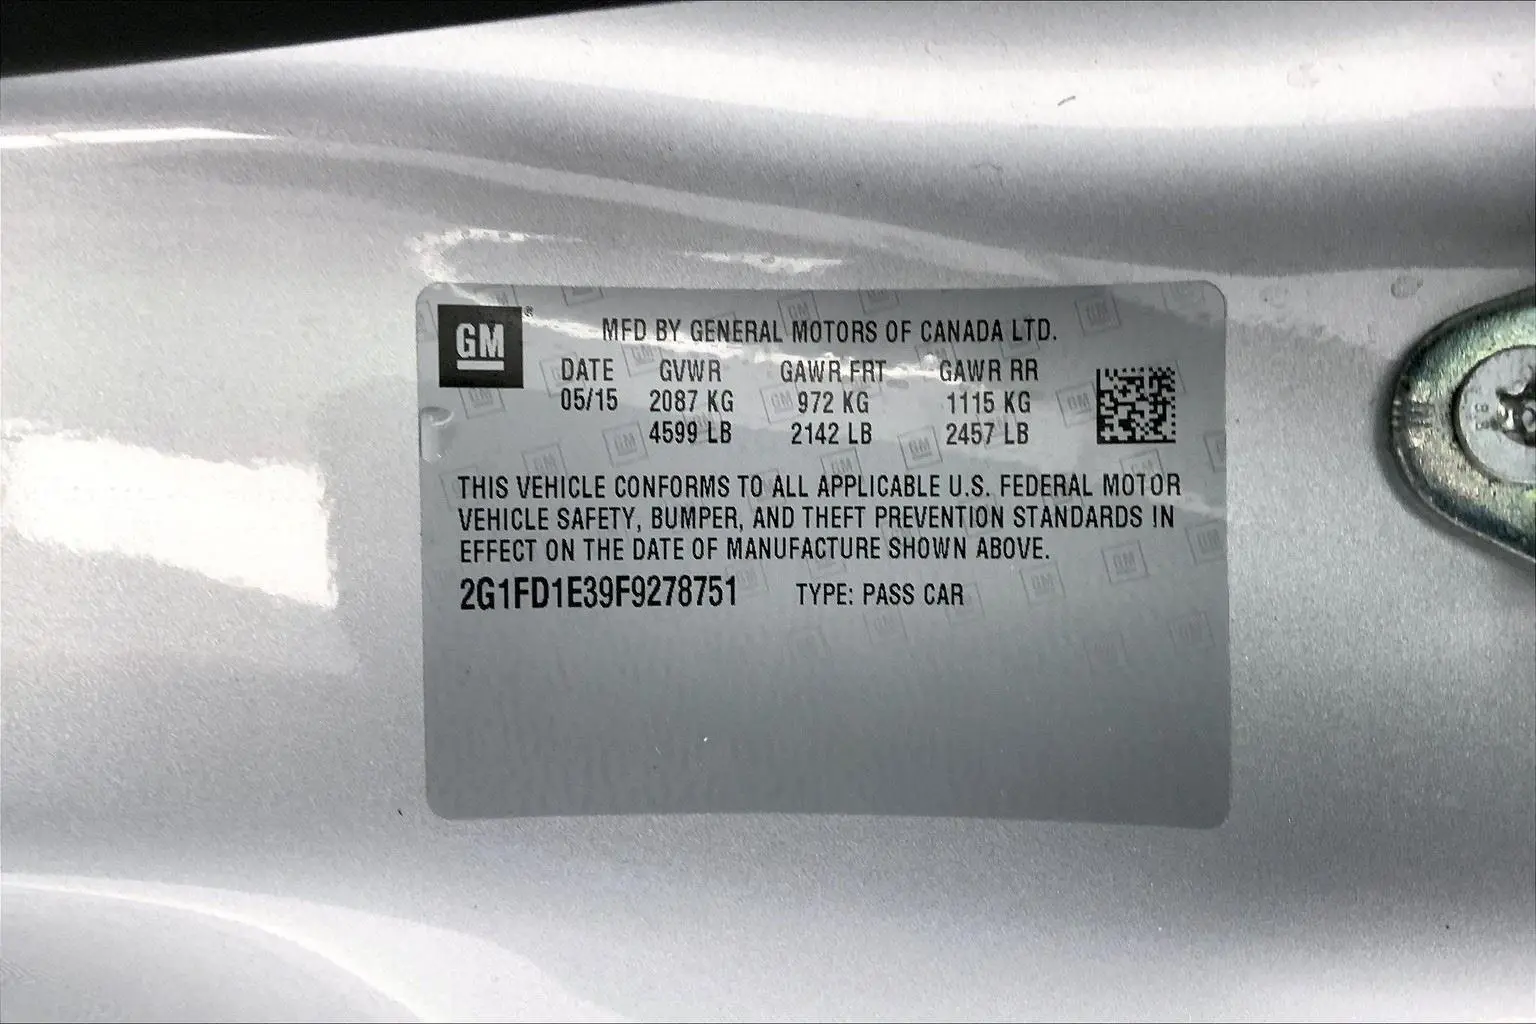 GM®
MFD BY GENERAL MOTORS OF CANADA LTD.
DATE GVWR GAWR FRT GAWR RR
05/15 2087 KG 972 KG 1115 KG
4599 LB 2142 LB 2457 LB
THIS VEHICLE CONFORMS TO ALL APPLICABLE U.S. FEDERAL MOTOR
VEHICLE SAFETY, BUMPER, AND THEFT PREVENTION STANDARDS IN
EFFECT ON THE DATE OF MANUFACTURE SHOWN ABOVE.
2G1FD1E39F9278751 TYPE: PASS CAR